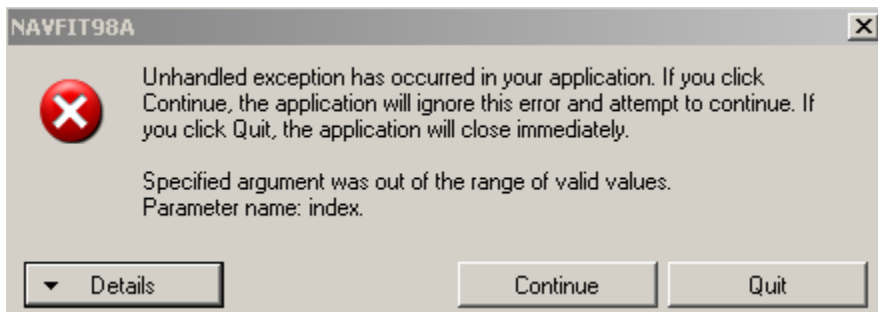 NAVFIT98A
Unhandled exception has occurred in your application. If you click
Continue, the application will ignore this error and attempt to continue. If
you click Quit, the application will close immediately.
Specified argument was out of the range of valid values.
Parameter name: index.
Details
Continue
Quit